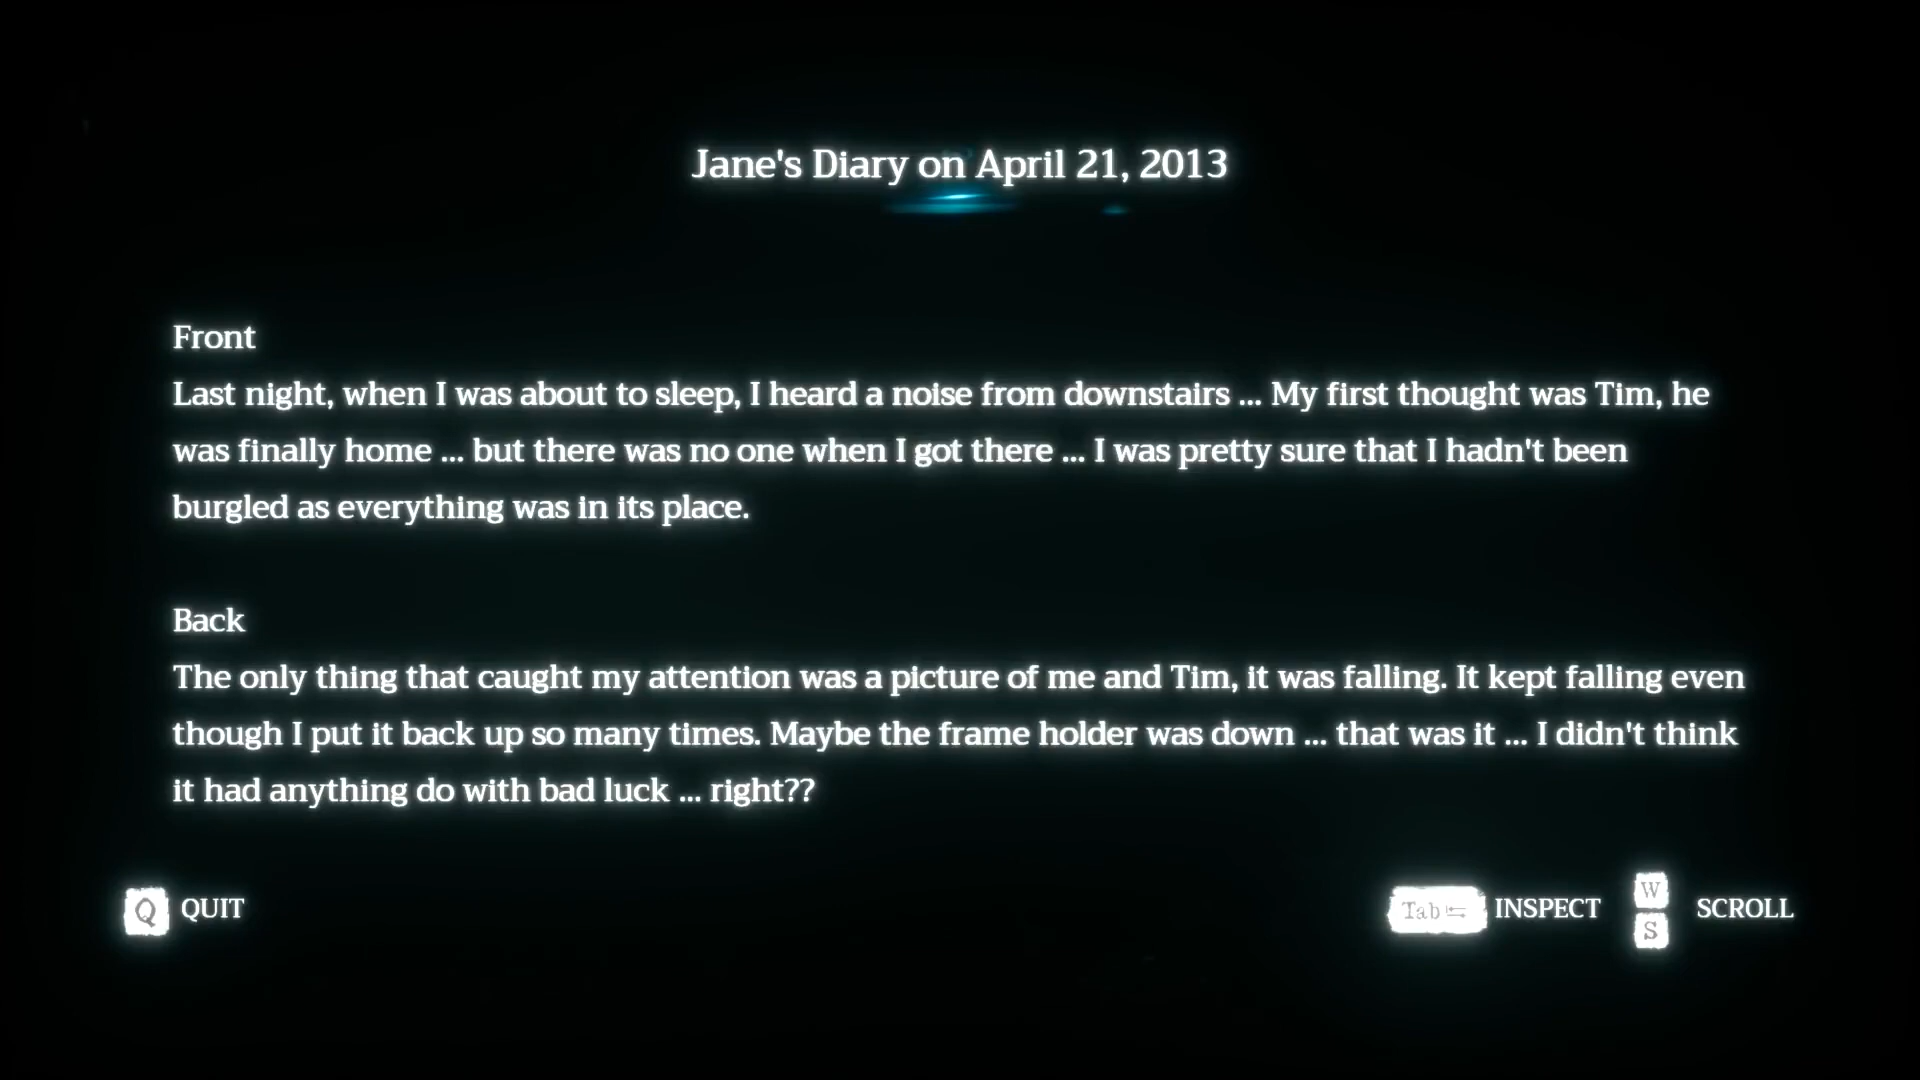 Jane's Diary on April 21, 2013
Front
Last night, when I was about to sleep, I heard a noise from downstairs ... My first thought was Tim, he
was finally home ... but there was no one when I got there ... I was pretty sure that I hadn't been
burgled as everything was in its place.
Back
The only thing that caught my attention was a picture of me and Tim, it was falling. It kept falling even
though I put it back up so many times. Maybe the frame holder was down ... that was it ... I didn't think
it had anything do with bad luck ... right??
Q QUIT
Tab INSPECT
W
S
SCROLL